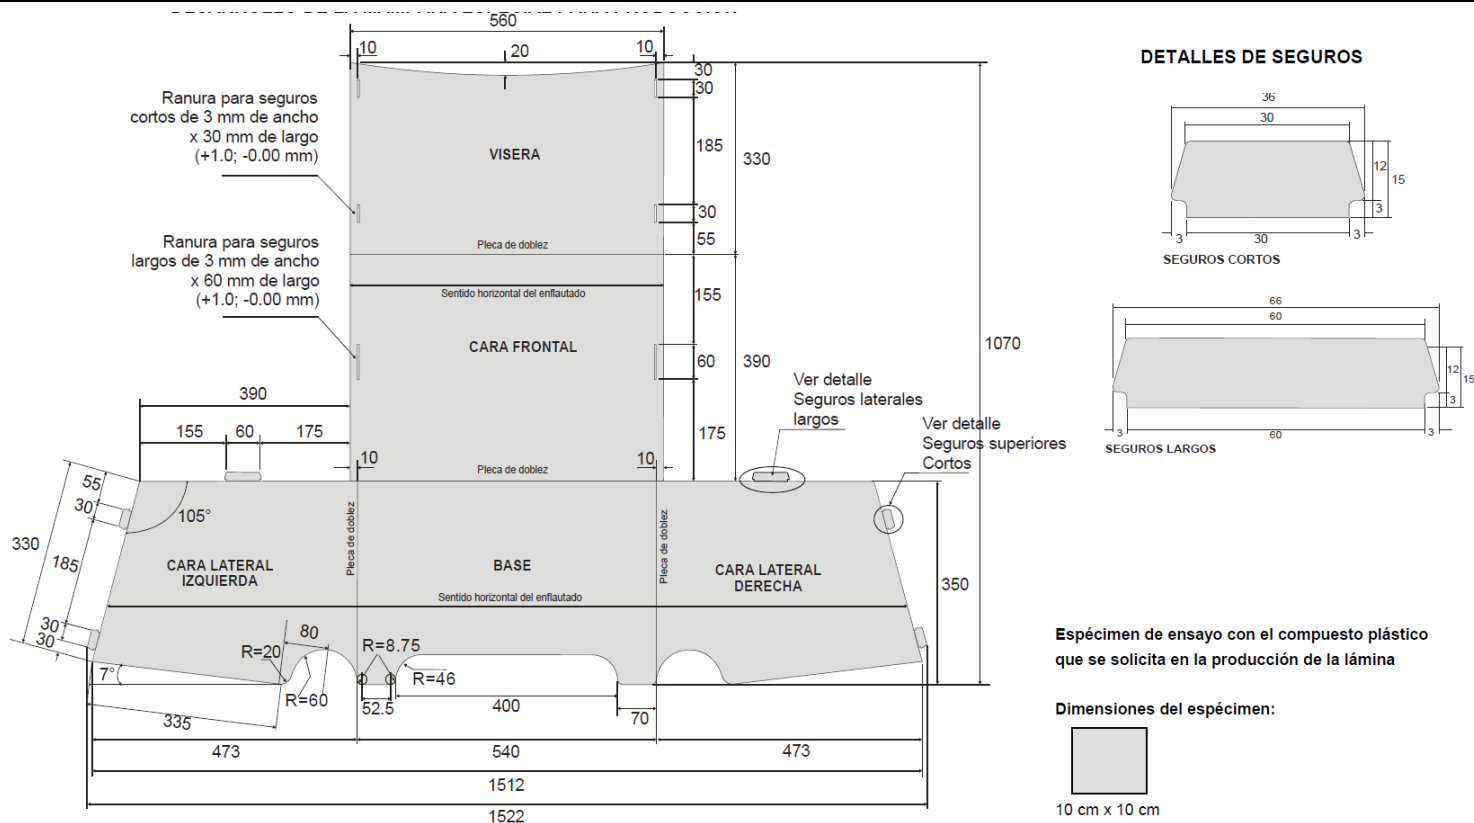 560
10
20
10
30
30
DETALLES DE SEGUROS
36
30
12
15
3
3
30
3
SEGUROS CORTOS
Ranura para seguros
cortos de 3 mm de ancho
x 30 mm de largo
(+1.0; -0.00 mm)
VISERA
185
330
30
55
Pleca de doblez
Ranura para seguros
largos de 3 mm de ancho
x 60 mm de largo
(+1.0; -0.00 mm)
Sentido horizontal del enflautado
155
CARA FRONTAL
60
390
1070
66
60
12
15
3
3
60
3
SEGUROS LARGOS
390
155
60
175
175
Ver detalle
Seguros laterales
largos
Ver detalle
Seguros superiores
Cortos
10
10
Pleca de doblez
55
30
330
185
30
30
105°
CARA LATERAL
IZQUIERDA
Pleca de doblez
BASE
Pleca de doblez
CARA LATERAL
DERECHA
350
Sentido horizontal del enflautado
80
R=20
R=8.75
R=46
R=60
7°
52.5
400
70
335
473
540
473
1512
1522
Espécimen de ensayo con el compuesto plástico
que se solicita en la producción de la lámina
Dimensiones del espécimen:
10 cm x 10 cm